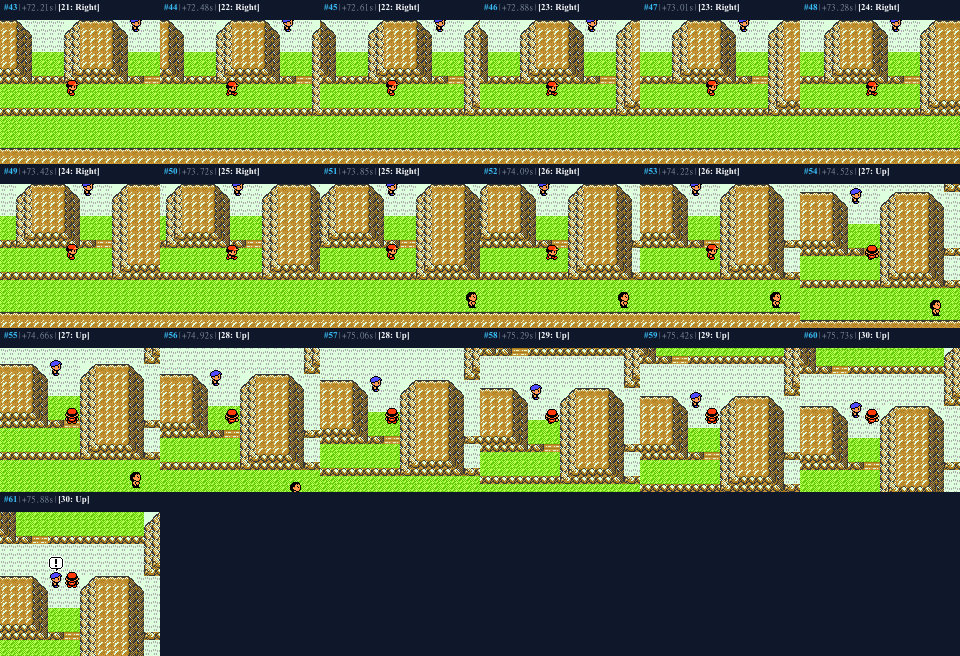 #43|+72.21s|[21: Right]
#44|+72.48s|[22: Right]
#45|+72.61s|[22: Right]
#46|+72.88s|[23: Right]
#47|+73.01s|[23: Right]
#48|+73.28s|[24: Right]
#49|+73.42s|[24: Right]
#50|+73.72s|[25: Right]
#51|+73.85s|[25: Right]
#52|+74.09s|[26: Right]
#53|+74.22s|[26: Right]
#54|+74.52s|[27: Up]
#55|+74.66s|[27: Up]
#56|+74.92s|[28: Up]
#57|+75.06s|[28: Up]
#58|+75.29s|[29: Up]
#59|+75.42s|[29: Up]
#60|+75.73s|[30: Up]
#61|+75.88s|[30: Up]
!